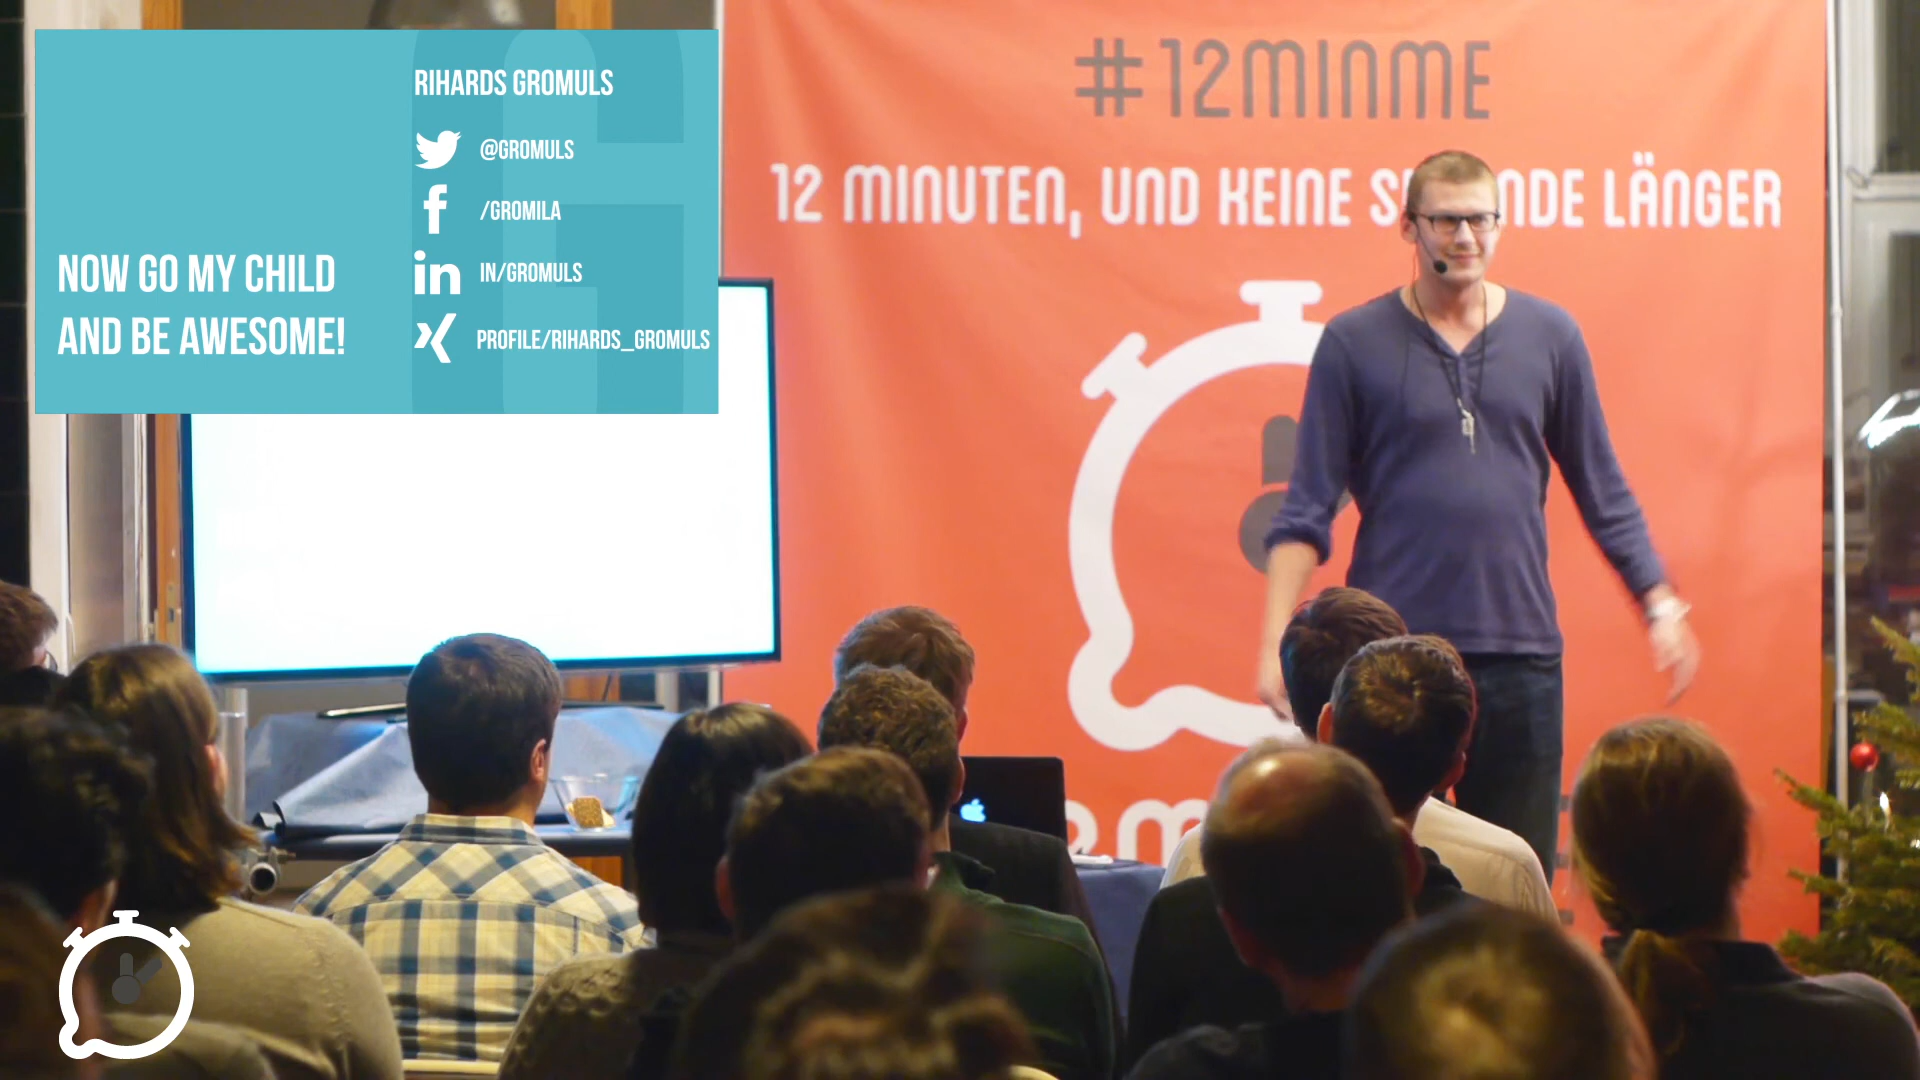 NOW GO MY CHILD
AND BE AWESOME!
RIHARDS GROMULS
@GROMULS
/GROMILA
in IN/GROMULS
PROFILE/RIHARDS_GROMULS
#12MINME
12 MINUTEN, UND KEINE S NDE LÄNGER